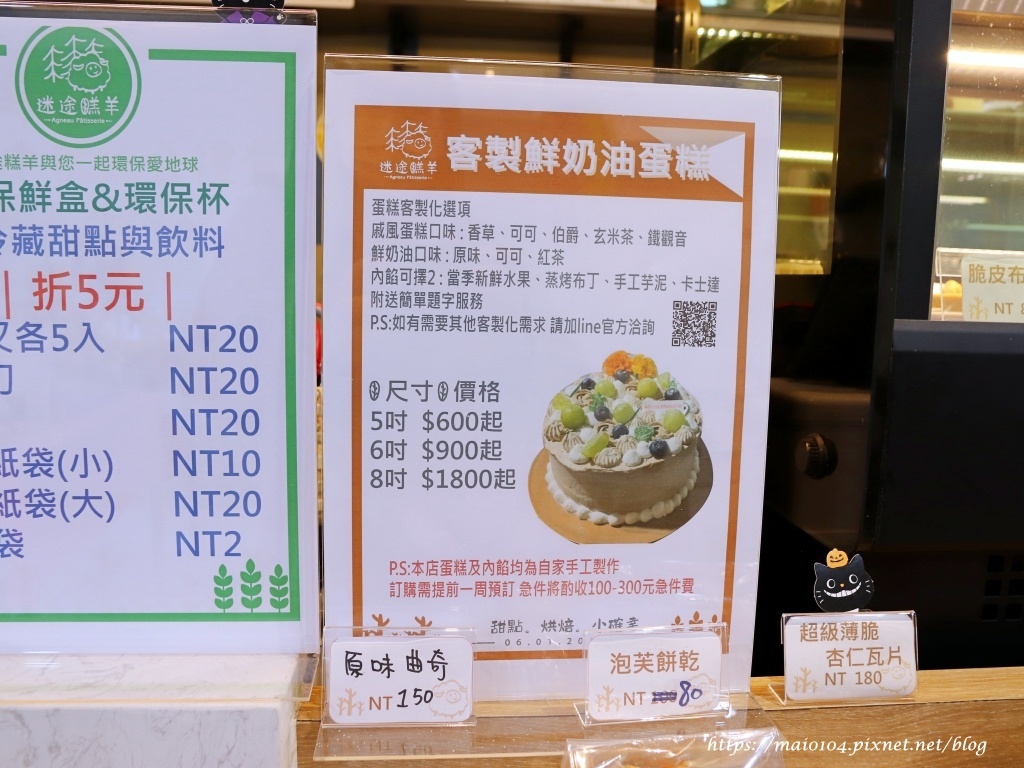 迷途糕羊
Agneau Pâtisserie
糕羊與您一起環保愛地球
保鮮盒&環保杯
冷藏甜點與飲料
| 折5元 |
叉各5入 NT20
NT20
NT20
紙袋(小) NT10
紙袋(大) NT20
袋 NT2
迷途糕羊
Agneau Pâtisserie
客製鮮奶油蛋糕
蛋糕客製化選項
戚風蛋糕口味:香草、可可、伯爵、玄米茶、鐵觀音
鮮奶油口味:原味、可可、紅茶
內餡可擇2:當季新鮮水果、蒸烤布丁、手工芋泥、卡士達
附送簡單題字服務
P.S:如有需要其他客製化需求 請加line官方洽詢
尺寸 價格
5吋 $600起
6吋 $900起
8吋 $1800起
P.S:本店蛋糕及內餡均為自家手工製作
訂購需提前一周預訂 急件將酌收100-300元急件費
甜點。烘焙。小確幸
原味曲奇
NT 150
泡芙餅乾
NT 80
超級薄脆
杏仁瓦片
NT 180
脆皮布
NT
https://maio104.pixnet.net/blog